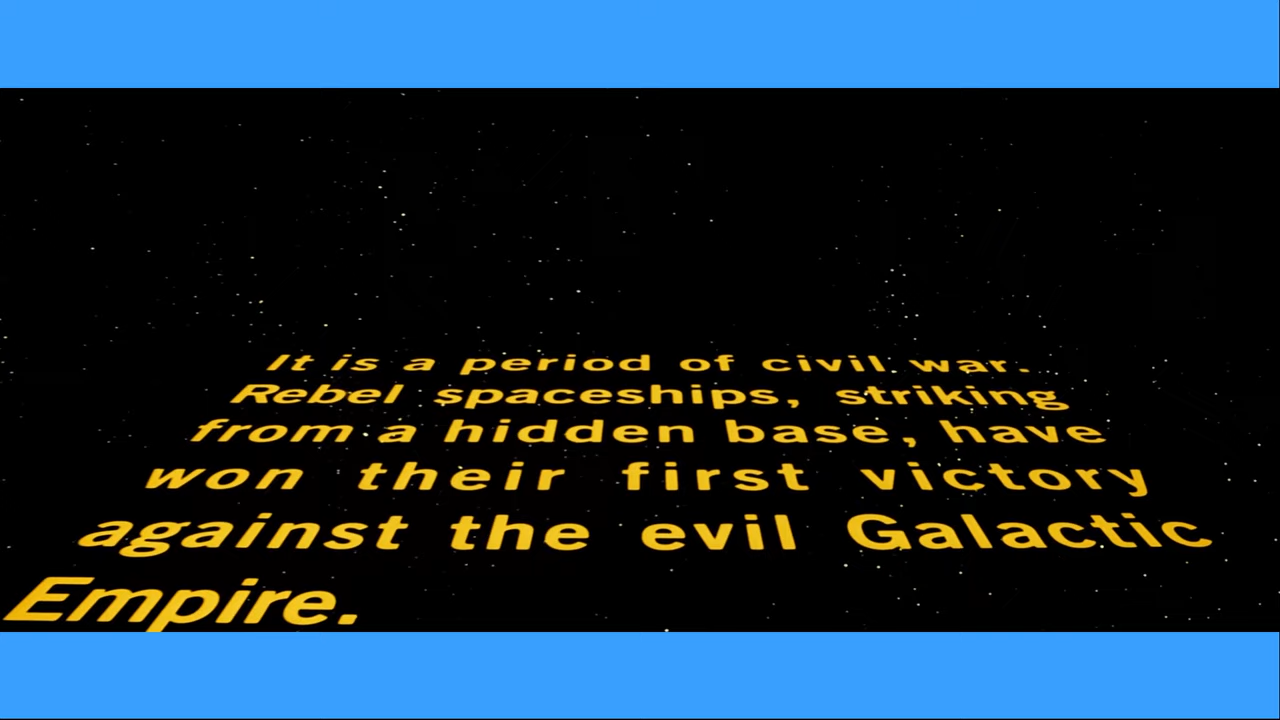 It is a period of civil war.
Rebel spaceships, striking
from a hidden base, have
won their first victory
against the evil Galactic
Empire.